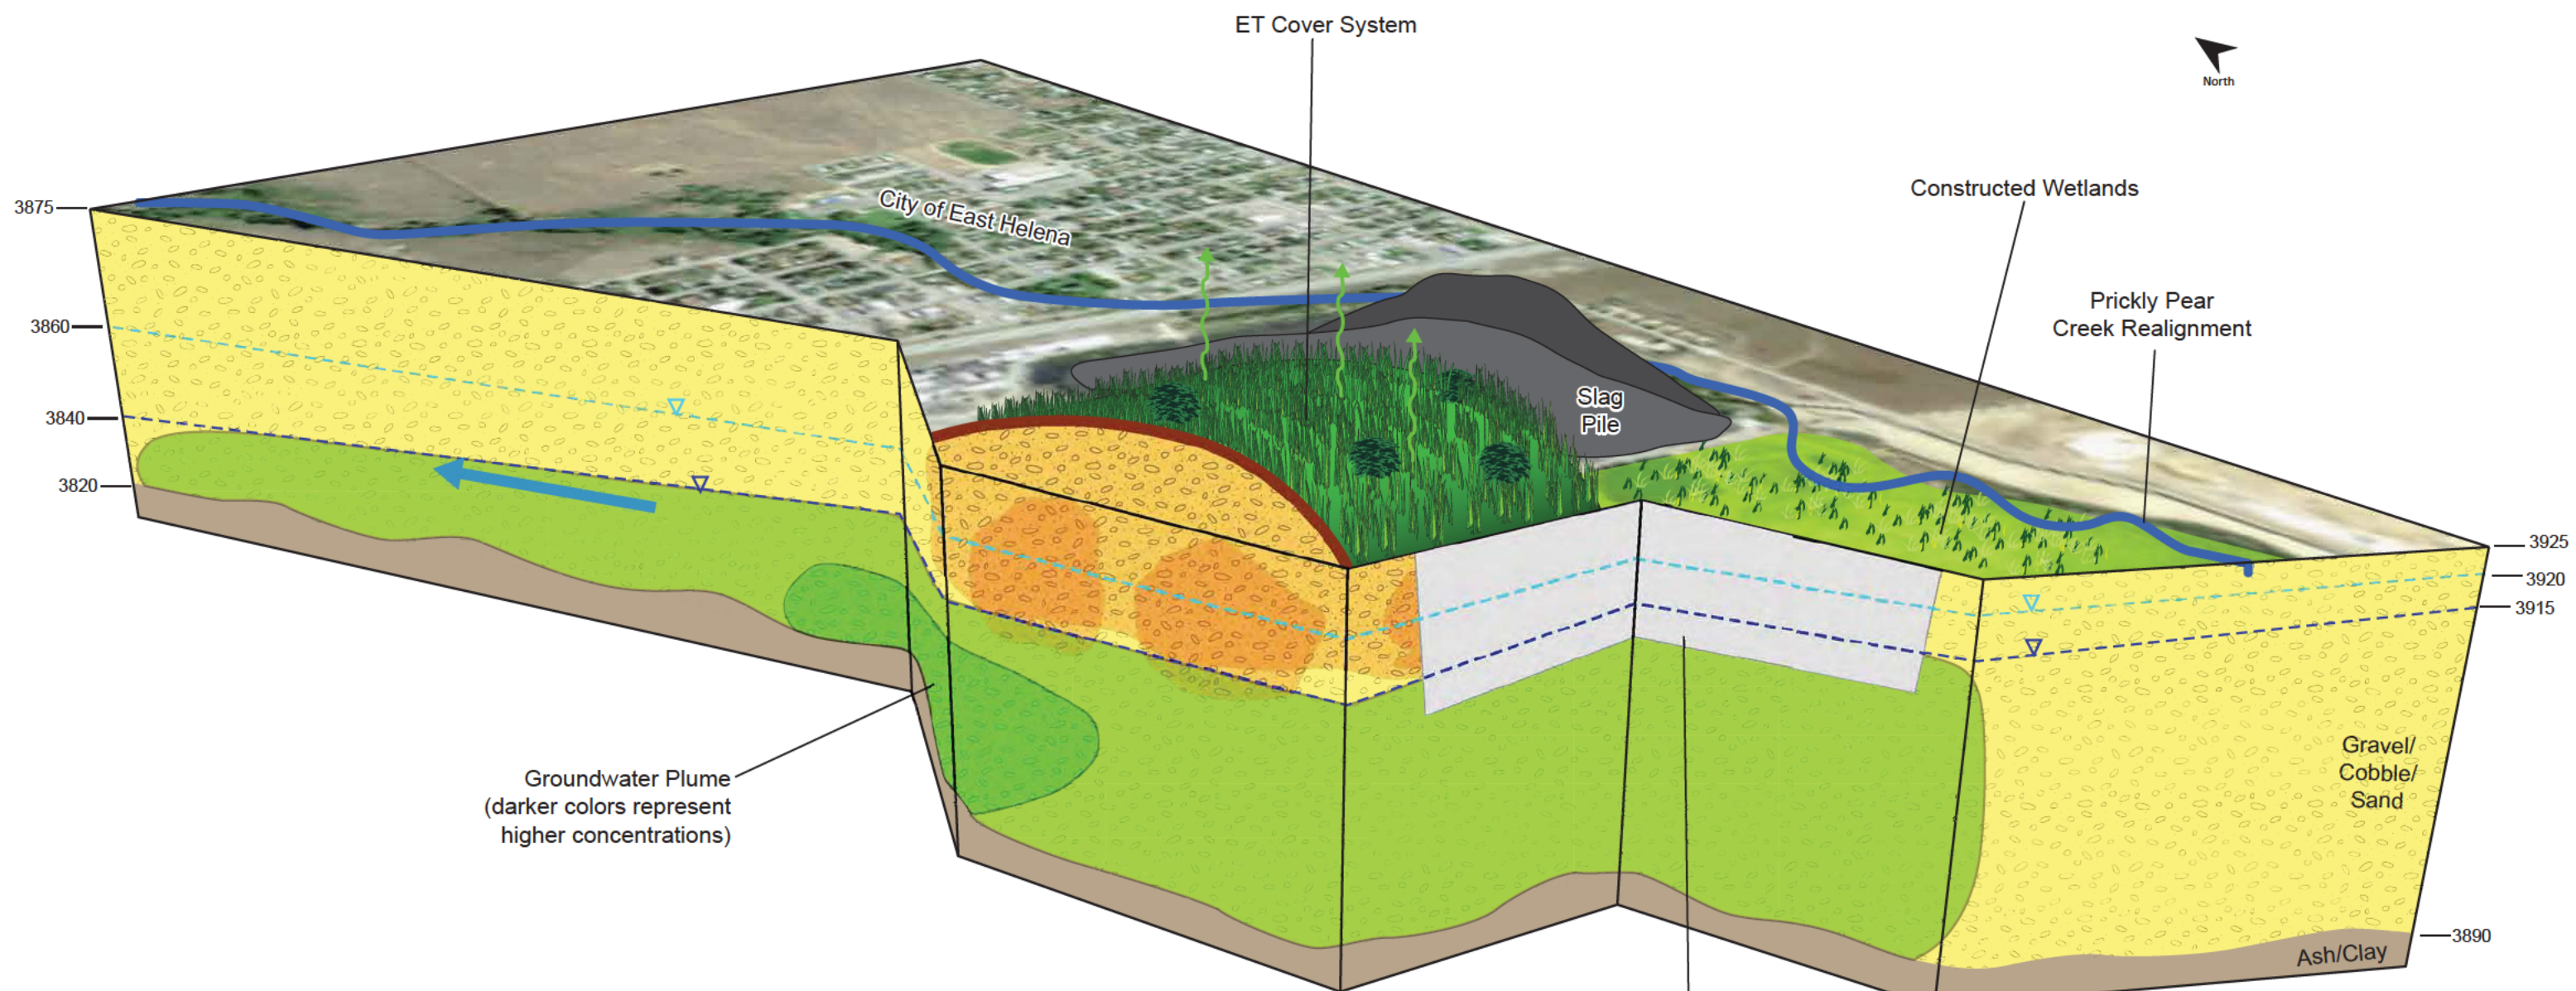 ET Cover System
North
Constructed Wetlands
3875
City of East Helena
Prickly Pear
Creek Realignment
3860
Slag
Pile
3840
3820
3925
3920
3915
Gravel/
Cobble/
Sand
Groundwater Plume
(darker colors represent
higher concentrations)
3890
Ash/Clay